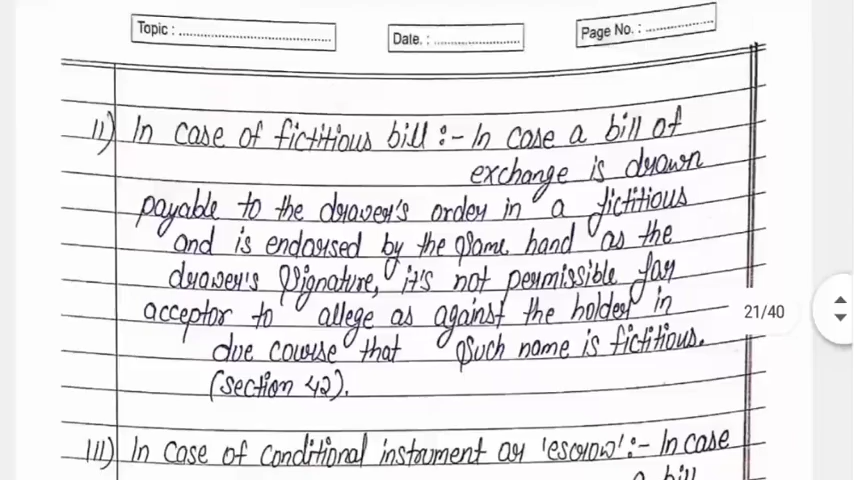 Topic : ................................................
Date. : ................................
Page No. : ........................
II) In case of fictitious bill :- In case a bill of
exchange is drawn
payable to the drawer's order in a fictitious
and is endorsed by the same hand as the
drawer's signature, it's not permissible for
acceptor to allege as against the holder in
due course that such name is fictitious.
(section 42).
21/40
III) In case of conditional instrument or 'escrow' :- In case
a bill